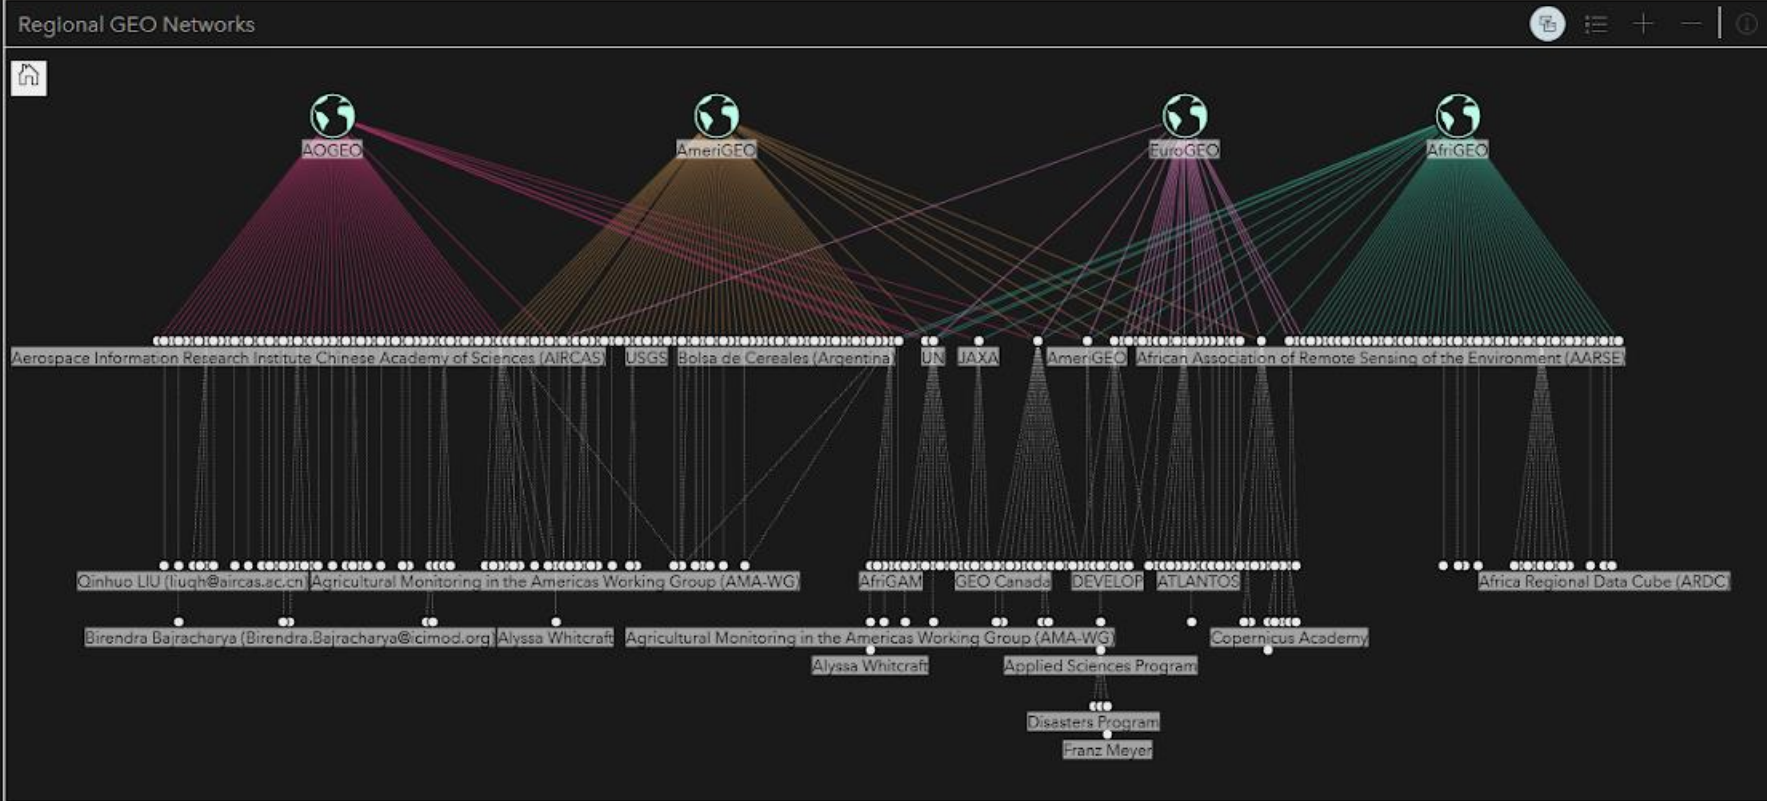 Regional GEO Networks
AOGEO
AmeriGEO
EuroGEO
AfriGEO
Aerospace Information Research Institute Chinese Academy of Sciences (AIRCAS)
USGS
Bolsa de Cereales (Argentina)
UN
JAXA
AmeriGEO
African Association of Remote Sensing of the Environment (AARSE)
Qinhuo LIU (liuqh@aircas.ac.cn)
Agricultural Monitoring in the Americas Working Group (AMA-WG)
AfriGAM
GEO Canada
DEVELOP
ATLANTOS
Africa Regional Data Cube (ARDC)
Birendra Bajracharya (Birendra.Bajracharya@icimod.org)
Alyssa Whitcraft
Agricultural Monitoring in the Americas Working Group (AMA-WG)
Copernicus Academy
Alyssa Whitcraft
Applied Sciences Program
Disasters Program
Franz Meyer